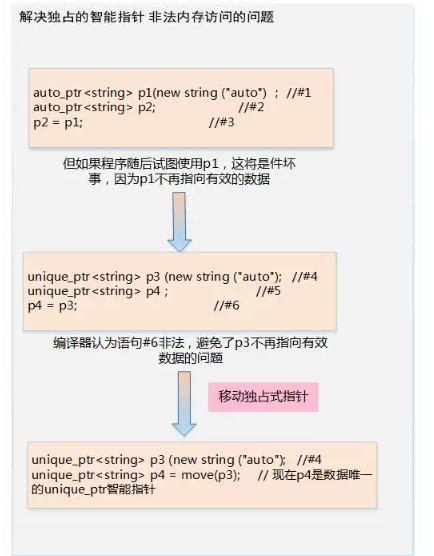 解决独占的智能指针 非法内存访问的问题
auto_ptr<string> p1(new string ("auto") ; //#1
auto_ptr<string> p2; //#2
p2 = p1; //#3
但如果程序随后试图使用p1，这将是件坏
事，因为p1不再指向有效的数据
unique_ptr<string> p3 (new string ("auto"); //#4
unique_ptr<string> p4 ; //#5
p4 = p3; //#6
编译器认为语句#6非法，避免了p3不再指向有效
数据的问题
移动独占式指针
unique_ptr<string> p3 (new string ("auto"); //#4
unique_ptr<string> p4 = move(p3); // 现在p4是数据唯一
的unique_ptr智能指针